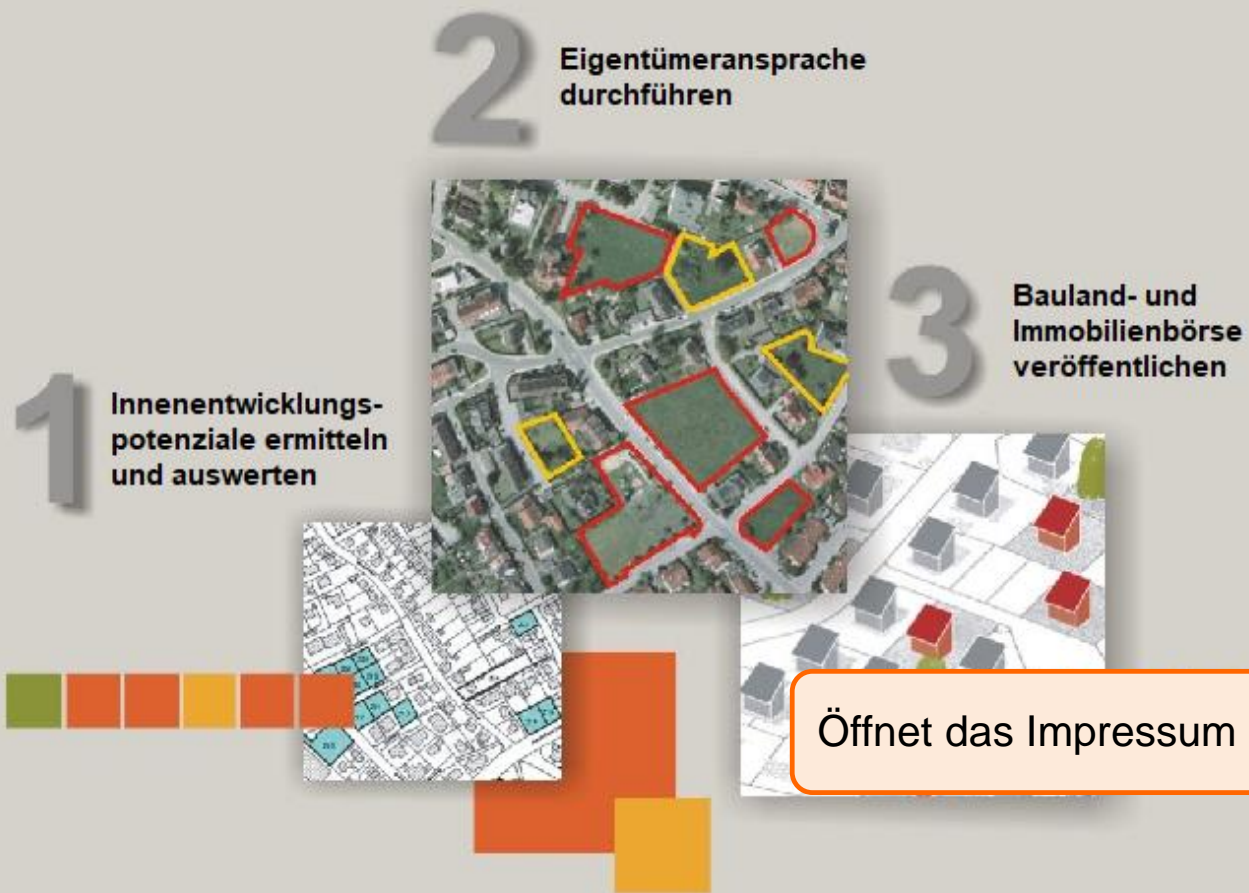 1
Innenentwicklungs-
potenziale ermitteln
und auswerten
2
Eigentümeransprache
durchführen
3
Bauland- und
Immobilienbörse
veröffentlichen
Öffnet das Impressum